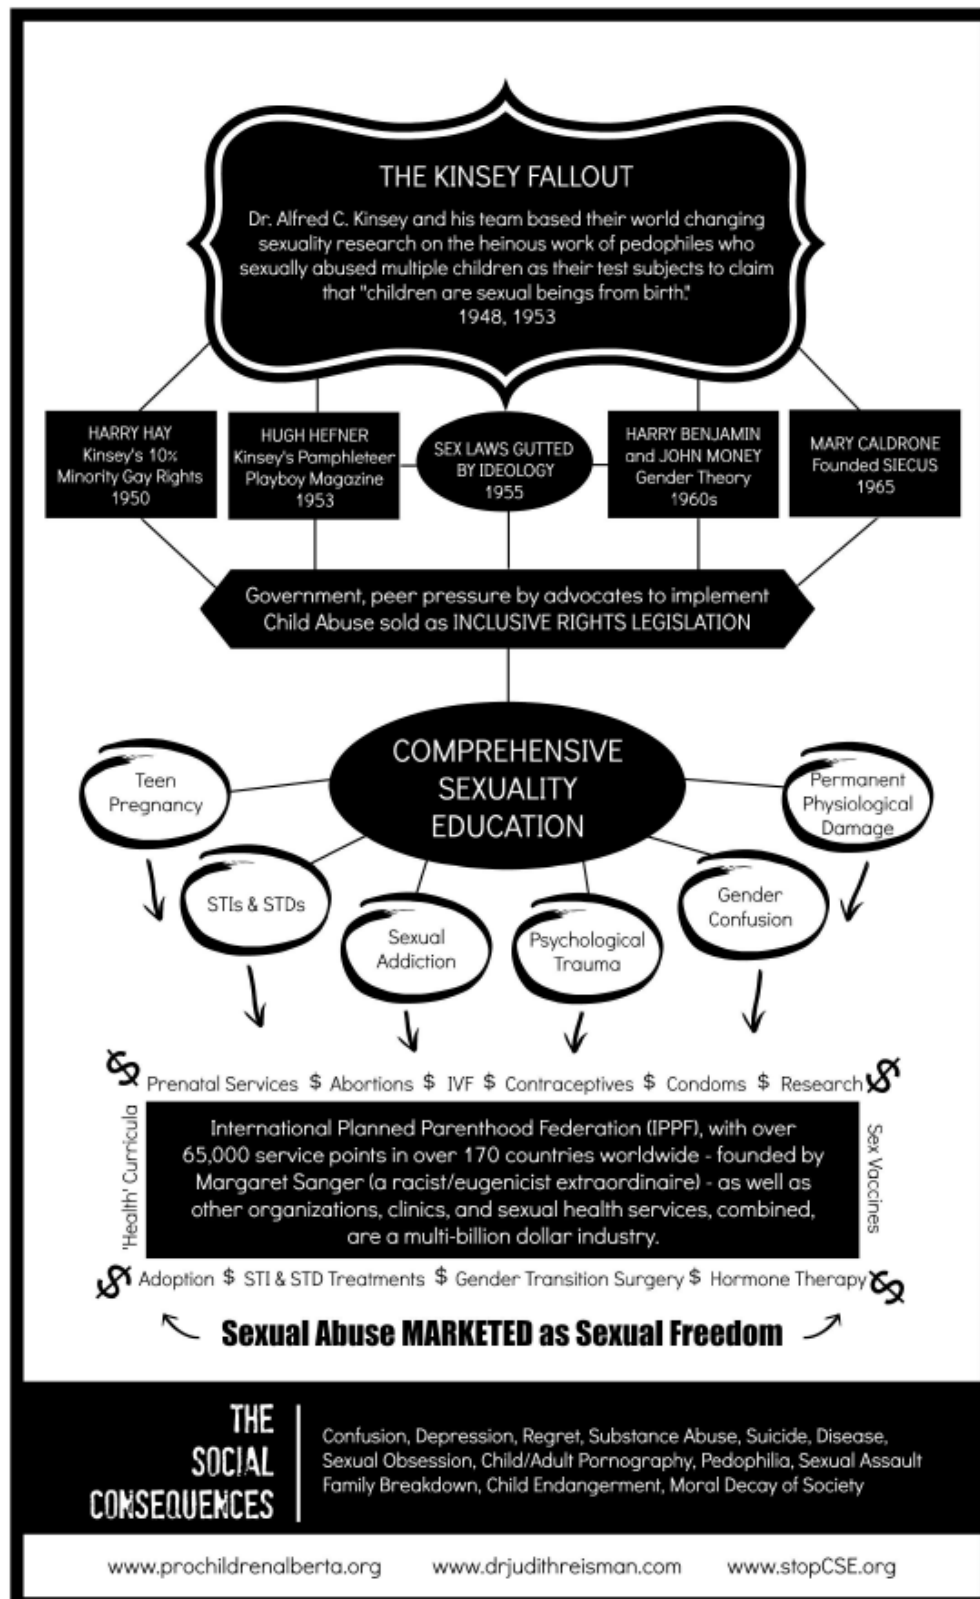 THE KINSEY FALLOUT
Dr. Alfred C. Kinsey and his team based their world changing
sexuality research on the heinous work of pedophiles who
sexually abused multiple children as their test subjects to claim
that "children are sexual beings from birth."
1948, 1953
HARRY HAY
Kinsey's 10%
Minority Gay Rights
1950
HUGH HEFNER
Kinsey's Pamphleteer
Playboy Magazine
1953
SEX LAWS GUTTED
BY IDEOLOGY
1955
HARRY BENJAMIN
and JOHN MONEY
Gender Theory
1960s
MARY CALDRONE
Founded SIECUS
1965
Government, peer pressure by advocates to implement
Child Abuse sold as INCLUSIVE RIGHTS LEGISLATION
COMPREHENSIVE
SEXUALITY
EDUCATION
Teen
Pregnancy
STIs & STDs
Sexual
Addiction
Psychological
Trauma
Gender
Confusion
Permanent
Physiological
Damage
$ Prenatal Services $ Abortions $ IVF $ Contraceptives $ Condoms $ Research $
'Health' Curricula
International Planned Parenthood Federation (IPPF), with over
65,000 service points in over 170 countries worldwide - founded by
Margaret Sanger (a racist/eugenicist extraordinaire) - as well as
other organizations, clinics, and sexual health services, combined,
are a multi-billion dollar industry.
Sex Vaccines
$ Adoption $ STI & STD Treatments $ Gender Transition Surgery $ Hormone Therapy $
Sexual Abuse MARKETED as Sexual Freedom
THE
SOCIAL
CONSEQUENCES
Confusion, Depression, Regret, Substance Abuse, Suicide, Disease,
Sexual Obsession, Child/Adult Pornography, Pedophilia, Sexual Assault
Family Breakdown, Child Endangerment, Moral Decay of Society
www.prochildrenalberta.org www.drjudithreisman.com www.stopCSE.org